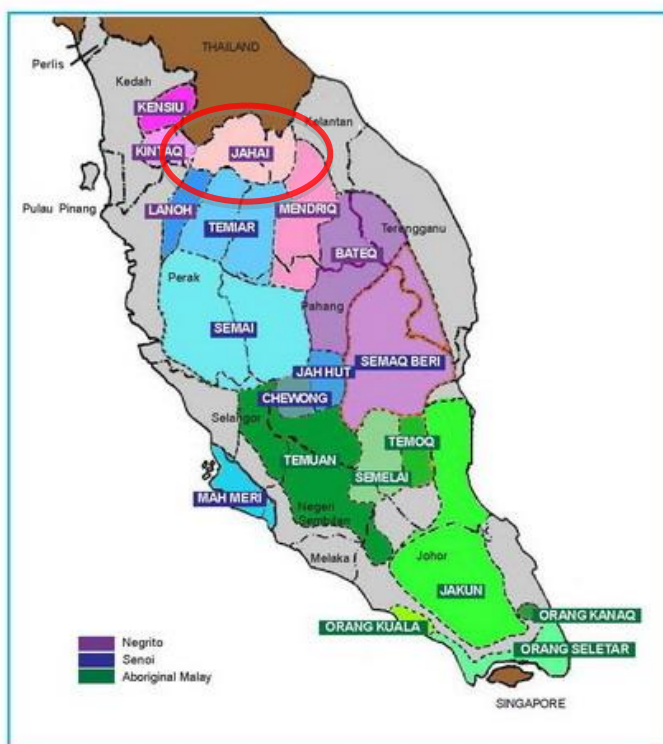 THAILAND
Perlis
Kedah
KENSIU
Kelantan
KINTAQ
JAHAI
Pulau Pinang
LANOH
MENDRIQ
TEMIAR
Terengganu
BATEQ
Perak
Pahang
SEMAI
SEMAQ BERI
JAH HUT
CHEWONG
Selangor
TEMOQ
TEMUAN
SEMELAI
MAH MERI
Negeri
Sembilan
Melaka
Johor
JAKUN
ORANG KANAQ
ORANG KUALA
ORANG SELETAR
Negrito
Senoi
Aboriginal Malay
SINGAPORE